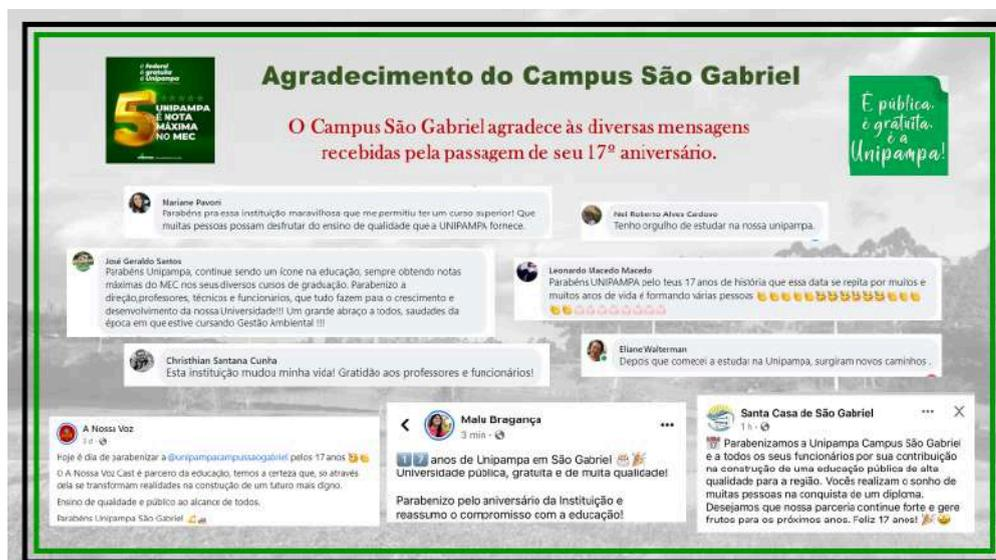 é federal
é gratuita
é Unipampa
5
UNIPAMPA
É NOTA
MÁXIMA
NO MEC
Agradecimento do Campus São Gabriel
O Campus São Gabriel agradece às diversas mensagens
recebidas pela passagem de seu 17º aniversário.
É pública.
é gratuita.
é a
Unipampa!
Nariane Pavori
Parabéns pra essa instituição maravilhosa que me permitiu ter um curso superior! Que
muitas pessoas possam desfrutar do ensino de qualidade que a UNIPAMPA fornece.
Nei Roberto Alves Cardoso
Tenho orgulho de estudar na nossa unipampa.
José Geraldo Santos
Parabéns Unipampa, continue sendo un ícone na educação, sempre obtendo notas
máximas do MEC nos seus diversos cursos de graduação. Parabenizo a
direção,professores, técnicos e funcionários, que tudo fazem para o crescimento e
desenvolvimento da nossa Universidade!!! Um grande abraço a todos, saudades da
época em que estive cursando Gestão Ambiental !!!
Leonardo Macedo Macedo
Parabéns UNIPAMPA pelo teus 17 anos de história que essa data se repita por muitos e
muitos anos de vida é formando várias pessoas 👏👏👏👏👏🥳🥳🥳🥳🥳🥳👏👏👏
👏👏🎂🎂🎂🎂🎂🎂🎂🎂
Christhian Santana Cunha
Esta instituição mudou minha vida! Gratidão aos professores e funcionários!
Eliane Walterman
Depois que comecei a estudar na Unipampa, surgiram novos caminhos .
A Nossa Voz
3 d ·
Hoje é dia de parabenizar a @unipampacampussaogabriel pelos 17 anos 🥳👏
O A Nossa Voz Cast é parceiro da educação, temos a certeza que, só através
dela se transformam realidades na construção de um futuro mais digno.
Ensino de qualidade e público ao alcance de todos.
Parabéns Unipampa São Gabriel
Malu Bragança
3 min ·
1️⃣7️⃣ anos de Unipampa em São Gabriel 🎂🎉
Universidade pública, gratuita e de muita qualidade!
Parabenizo pelo aniversário da Instituição e
reassumo o compromisso com a educação!
Santa Casa de São Gabriel
1 h ·
📅 Parabenizamos a Unipampa Campus São Gabriel
e a todos os seus funcionários por sua contribuição
na construção de uma educação pública de alta
qualidade para a região. Vocês realizam o sonho de
muitas pessoas na conquista de um diploma.
Desejamos que nossa parceria continue forte e gere
frutos para os próximos anos. Feliz 17 anos! 🎉😄